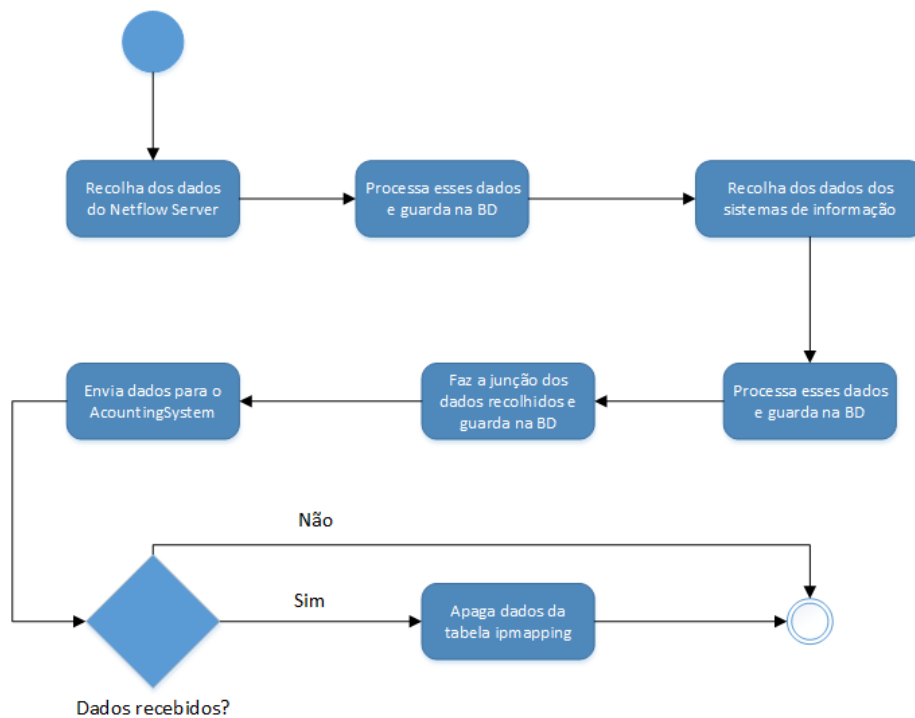 Recolha dos dados
do Netflow Server
Processa esses dados
e guarda na BD
Recolha dos dados dos
sistemas de informação
Processa esses dados
e guarda na BD
Faz a junção dos
dados recolhidos e
guarda na BD
Envia dados para o
AcountingSystem
Não
Sim
Apaga dados da
tabela ipmapping
Dados recebidos?